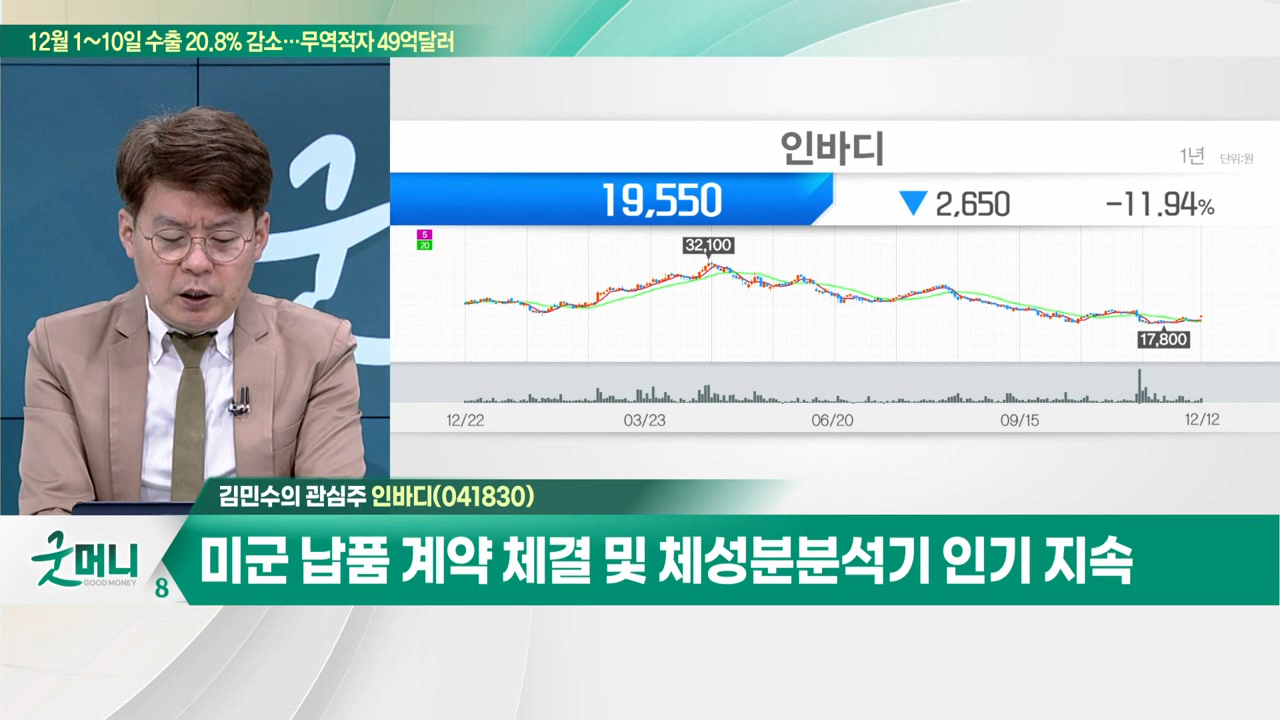 12월 1~10일 수출 20.8% 감소…무역적자 49억달러
굿
인바디
1년 단위:원
19,550 ▼ 2,650 -11.94%
5
20
32,100
17,800
12/22 03/23 06/20 09/15 12/12
김민수의 관심주 인바디(041830)
굿머니
GOOD MONEY
8
미군 납품 계약 체결 및 체성분분석기 인기 지속